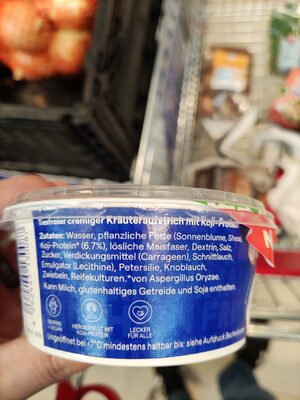 Tierfreier cremiger Kräuteraufstrich mit Koji-Protein.
Zutaten: Wasser, pflanzliche Fette (Sonnenblume, Shea),
Koji-Protein* (6.7%), lösliche Maisfaser, Dextrin, Salz,
Zucker, Verdickungsmittel (Carrageen), Schnittlauch,
Emulgator (Lecithine), Petersilie, Knoblauch,
Zwiebeln, Reifekulturen.*von Aspergillus Oryzae.
Kann Milch, glutenhaltiges Getreide und Soja enthalten.
HERGESTELLT MIT KOJI-PROTEIN
LECKER FÜR ALLE
Ungeöffnet bei <7°C mindestens haltbar bis: siehe Aufdruck